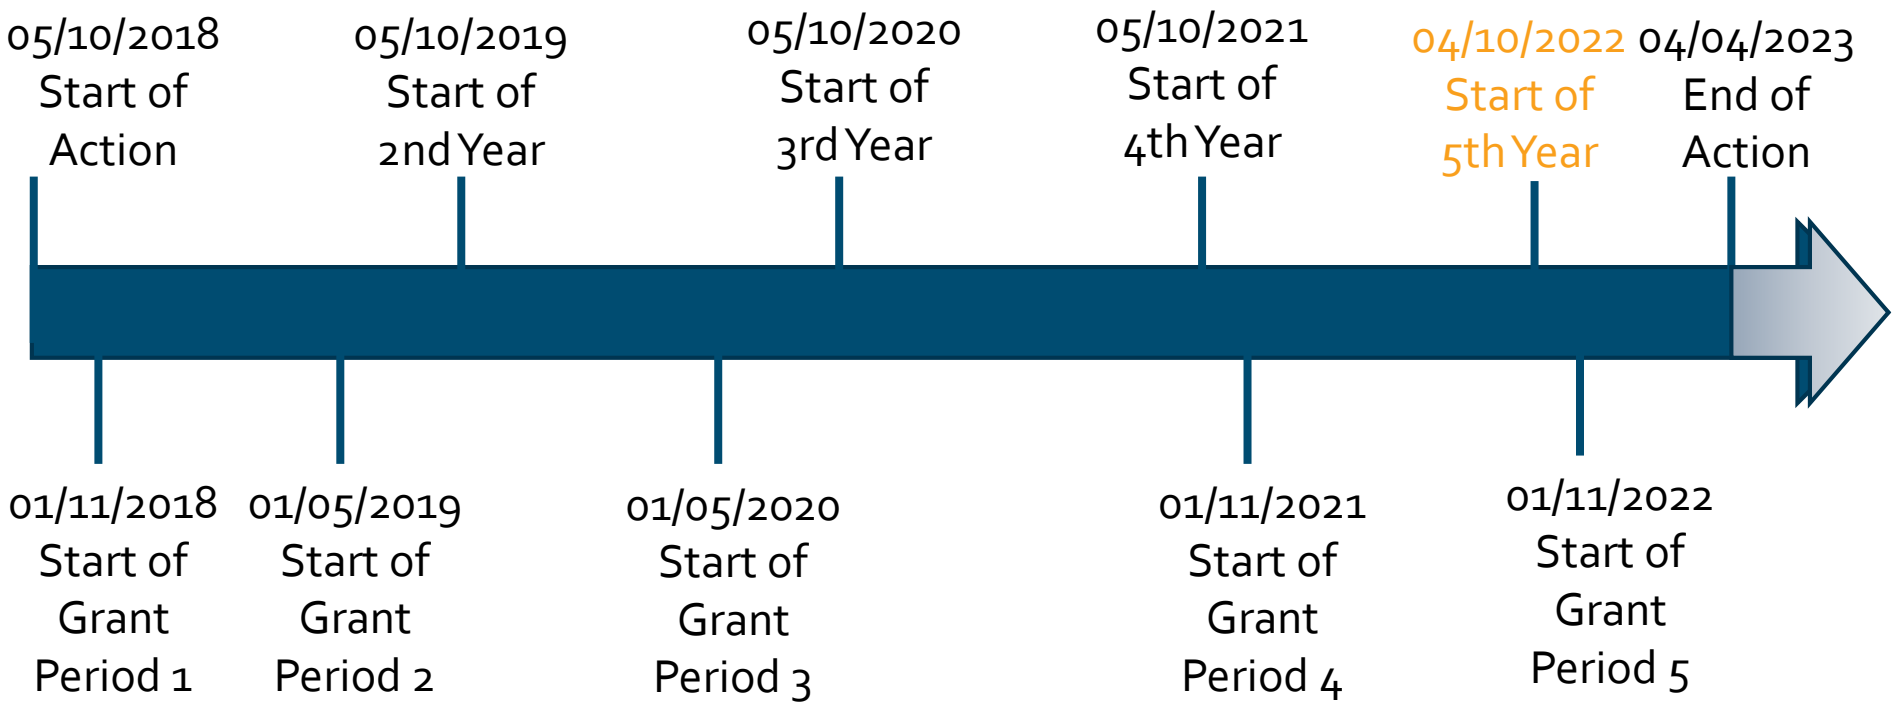 05/10/2018
Start of
Action
05/10/2019
Start of
2nd Year
05/10/2020
Start of
3rd Year
05/10/2021
Start of
4th Year
04/10/2022
Start of
5th Year
04/04/2023
End of
Action
01/11/2018
Start of
Grant
Period 1
01/05/2019
Start of
Grant
Period 2
01/05/2020
Start of
Grant
Period 3
01/11/2021
Start of
Grant
Period 4
01/11/2022
Start of
Grant
Period 5